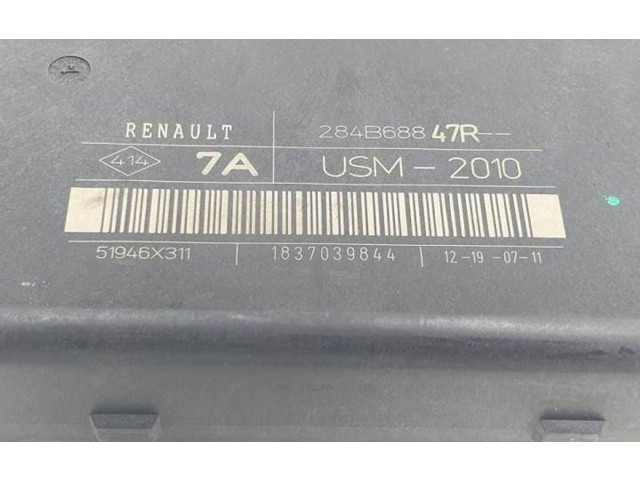 RENAULT 284B688 47R--
414 7A USM - 2010
51946X311 1837039844 12-19-07-11